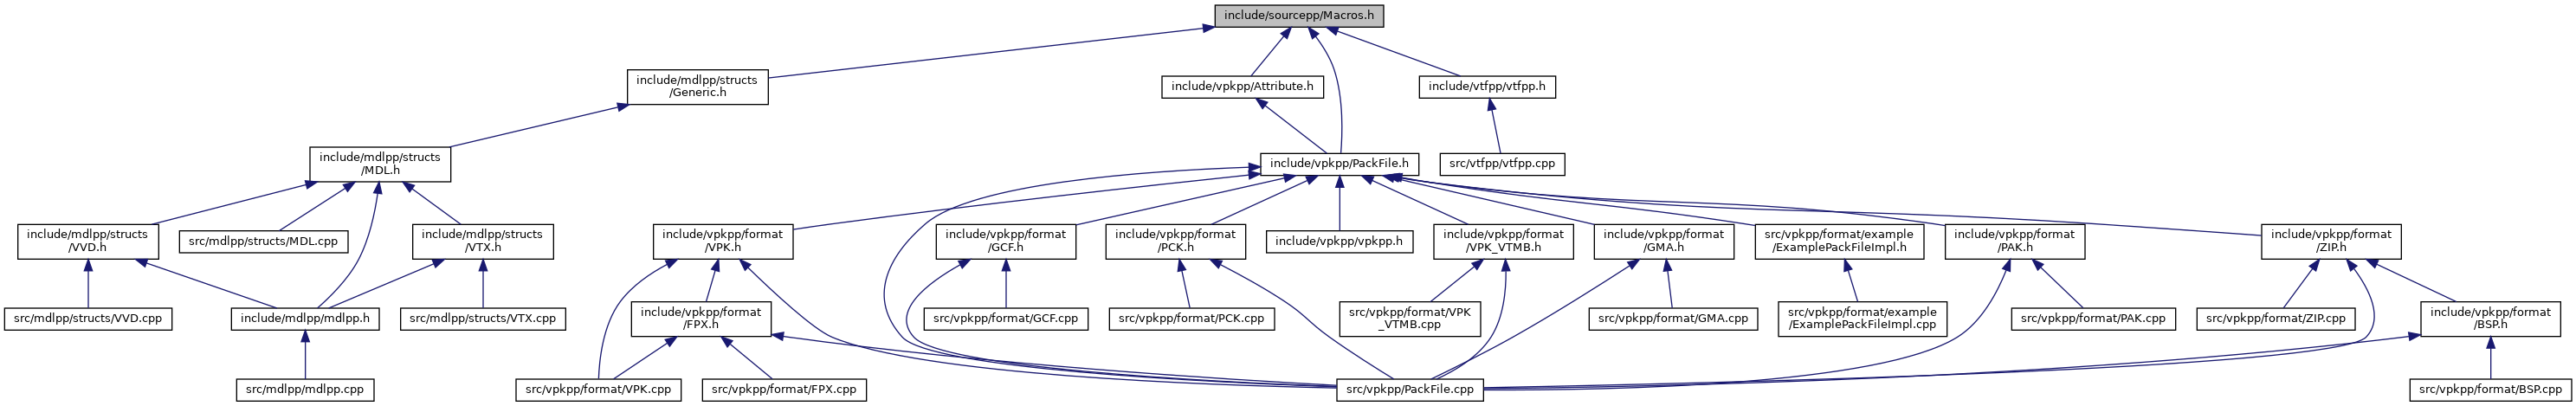 include/sourcepp/Macros.h
include/mdlpp/structs
/Generic.h
include/vpkpp/Attribute.h
include/vtfpp/vtfpp.h
include/mdlpp/structs
/MDL.h
include/vpkpp/PackFile.h
src/vtfpp/vtfpp.cpp
include/mdlpp/structs
/VVD.h
src/mdlpp/structs/MDL.cpp
include/mdlpp/structs
/VTX.h
include/vpkpp/format
/VPK.h
include/vpkpp/format
/GCF.h
include/vpkpp/format
/PCK.h
include/vpkpp/vpkpp.h
include/vpkpp/format
/VPK_VTMB.h
include/vpkpp/format
/GMA.h
src/vpkpp/format/example
/ExamplePackFileImpl.h
include/vpkpp/format
/PAK.h
include/vpkpp/format
/ZIP.h
src/mdlpp/structs/VVD.cpp
include/mdlpp/mdlpp.h
src/mdlpp/structs/VTX.cpp
include/vpkpp/format
/FPX.h
src/vpkpp/format/GCF.cpp
src/vpkpp/format/PCK.cpp
src/vpkpp/format/VPK
_VTMB.cpp
src/vpkpp/format/GMA.cpp
src/vpkpp/format/example
/ExamplePackFileImpl.cpp
src/vpkpp/format/PAK.cpp
src/vpkpp/format/ZIP.cpp
include/vpkpp/format
/BSP.h
src/mdlpp/mdlpp.cpp
src/vpkpp/format/VPK.cpp
src/vpkpp/format/FPX.cpp
src/vpkpp/PackFile.cpp
src/vpkpp/format/BSP.cpp